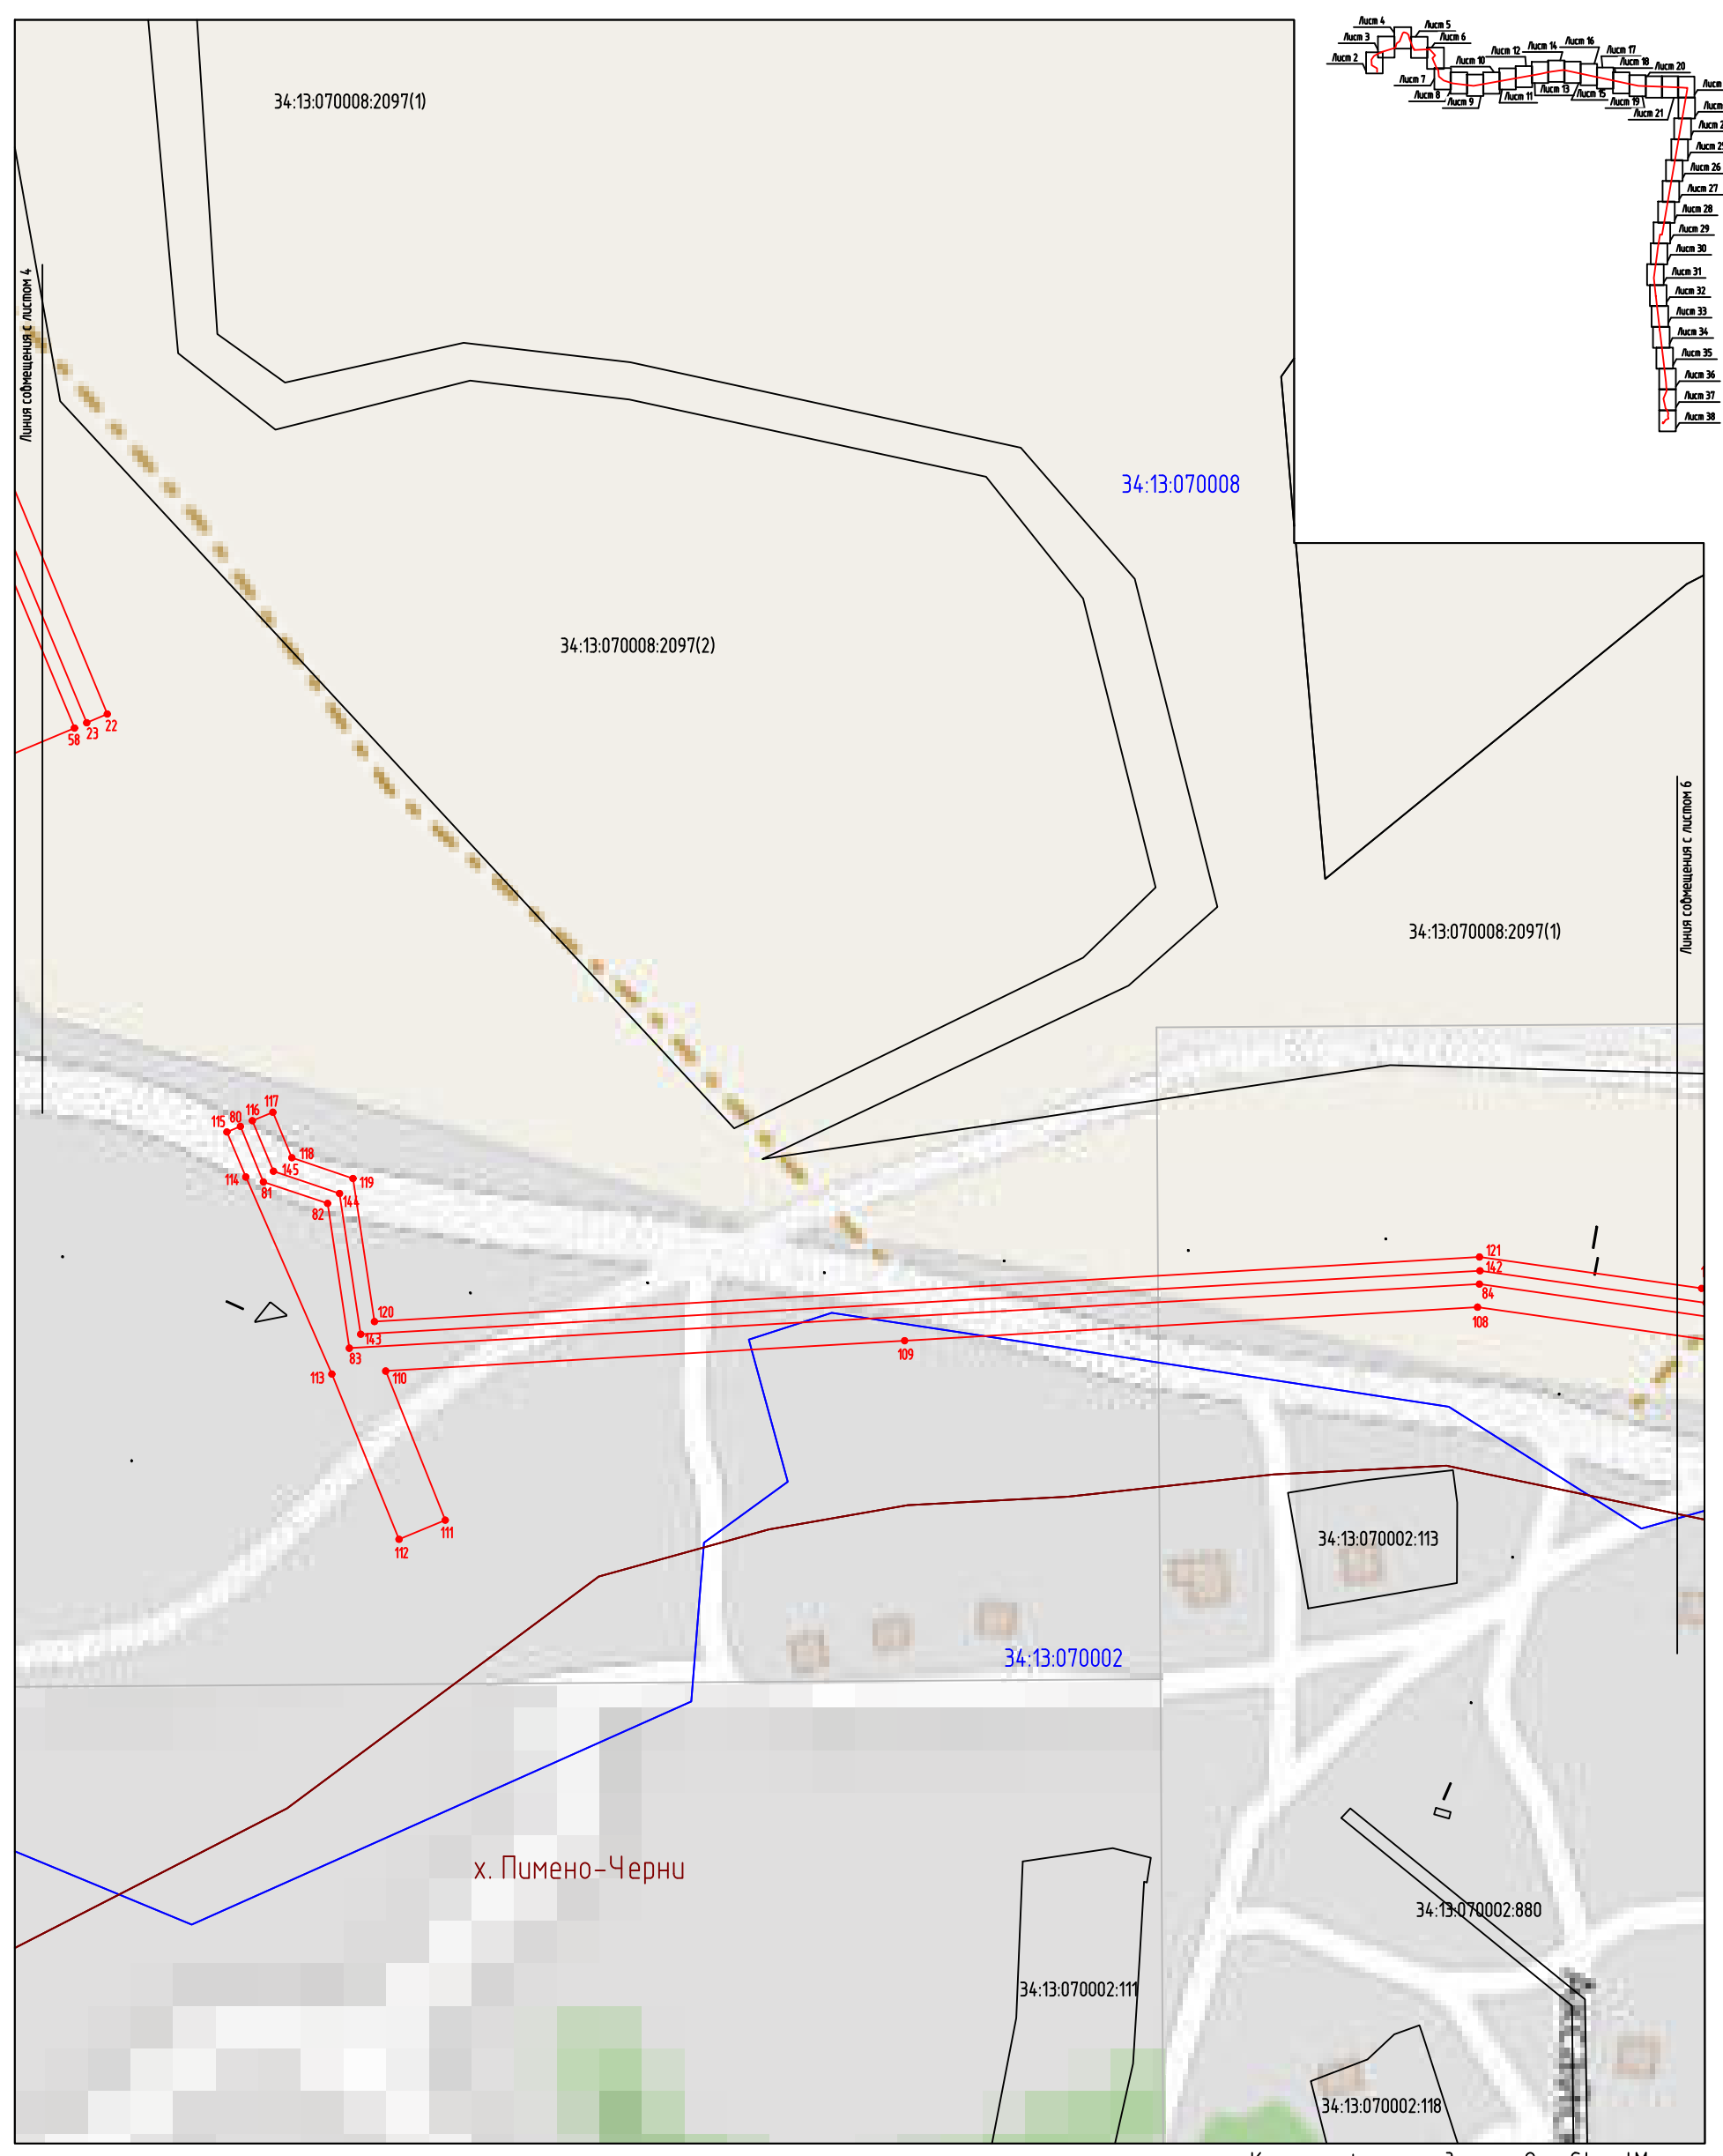 Лист 4
Лист 5
Лист 3
Лист 6
Лист 2
Лист 12
Лист 14
Лист 16
Лист 17
Лист 10
Лист 18
Лист 20
Лист 7
Лист 8
Лист 9
Лист 11
Лист 13
Лист 15
Лист 19
Лист 21
Лист
Лист 25
Лист 26
Лист 27
Лист 28
Лист 29
Лист 30
Лист 31
Лист 32
Лист 33
Лист 34
Лист 35
Лист 36
Лист 37
Лист 38
34:13:070008:2097(1)
Линия совмещения с листом 4
34:13:070008
34:13:070008:2097(2)
58
23
22
Линия совмещения с листом 6
34:13:070008:2097(1)
115
80
116
117
118
145
114
81
119
144
82
120
143
83
113
110
109
121
142
84
108
111
112
34:13:070002:113
34:13:070002
х. Пимено-Черни
34:13:070002:880
34:13:070002:111
34:13:070002:118